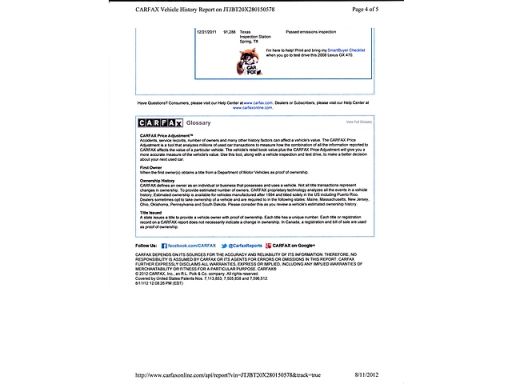 CARFAX Vehicle History Report on JTJBT20X280150578 Page 4 of 5
12/21/2011 91,288 Texas Passed emissions inspection
Inspection Station
Spring, TX
I'm here to help! Print and bring my SmartBuyer Checklist
when you go to test drive this 2008 Lexus GX 470.
CAR
FOX
Have Questions? Consumers, please visit our Help Center at www.carfax.com. Dealers or Subscribers, please visit our Help Center at
www.carfaxonline.com.
CARFAX Glossary View Full Glossary
CARFAX Price Adjustment™
Accidents, service records, number of owners and many other history factors can affect a vehicle's value. The CARFAX Price
Adjustment is a tool that analyzes millions of used car transactions to measure how the combination of all the information reported to
CARFAX affects the value of a particular vehicle. The vehicle's retail book value plus the CARFAX Price Adjustment will give you a
more accurate measure of the vehicle's value. Use this tool, along with a vehicle inspection and test drive, to make a better decision
about your next used car.
First Owner
When the first owner(s) obtains a title from a Department of Motor Vehicles as proof of ownership.
Ownership History
CARFAX defines an owner as an individual or business that possesses and uses a vehicle. Not all title transactions represent
changes in ownership. To provide estimated number of owners, CARFAX proprietary technology analyzes all the events in a vehicle
history. Estimated ownership is available for vehicles manufactured after 1994 and titled solely in the US including Puerto Rico.
Dealers sometimes opt to take ownership of a vehicle and are required to in the following states: Maine, Massachusetts, New Jersey,
Ohio, Oklahoma, Pennsylvania and South Dakota. Please consider this as you review a vehicle's estimated ownership history.
Title Issued
A state issues a title to provide a vehicle owner with proof of ownership. Each title has a unique number. Each title or registration
record on a CARFAX report does not necessarily indicate a change in ownership. In Canada, a registration and bill of sale are used
as proof of ownership.
Follow Us: facebook.com/CARFAX @CarfaxReports CARFAX on Google+
CARFAX DEPENDS ON ITS SOURCES FOR THE ACCURACY AND RELIABILITY OF ITS INFORMATION. THEREFORE, NO
RESPONSIBILITY IS ASSUMED BY CARFAX OR ITS AGENTS FOR ERRORS OR OMISSIONS IN THIS REPORT. CARFAX
FURTHER EXPRESSLY DISCLAIMS ALL WARRANTIES, EXPRESS OR IMPLIED, INCLUDING ANY IMPLIED WARRANTIES OF
MERCHANTABILITY OR FITNESS FOR A PARTICULAR PURPOSE. CARFAX®
© 2012 CARFAX, Inc., an R.L. Polk & Co. company. All rights reserved.
Covered by United States Patent Nos. 7,113,853; 7,505,838 and 7,596,512.
8/11/12 12:08:25 PM (EST)
http://www.carfaxonline.com/api/report?vin=JTJBT20X280150578&track=true 8/11/2012